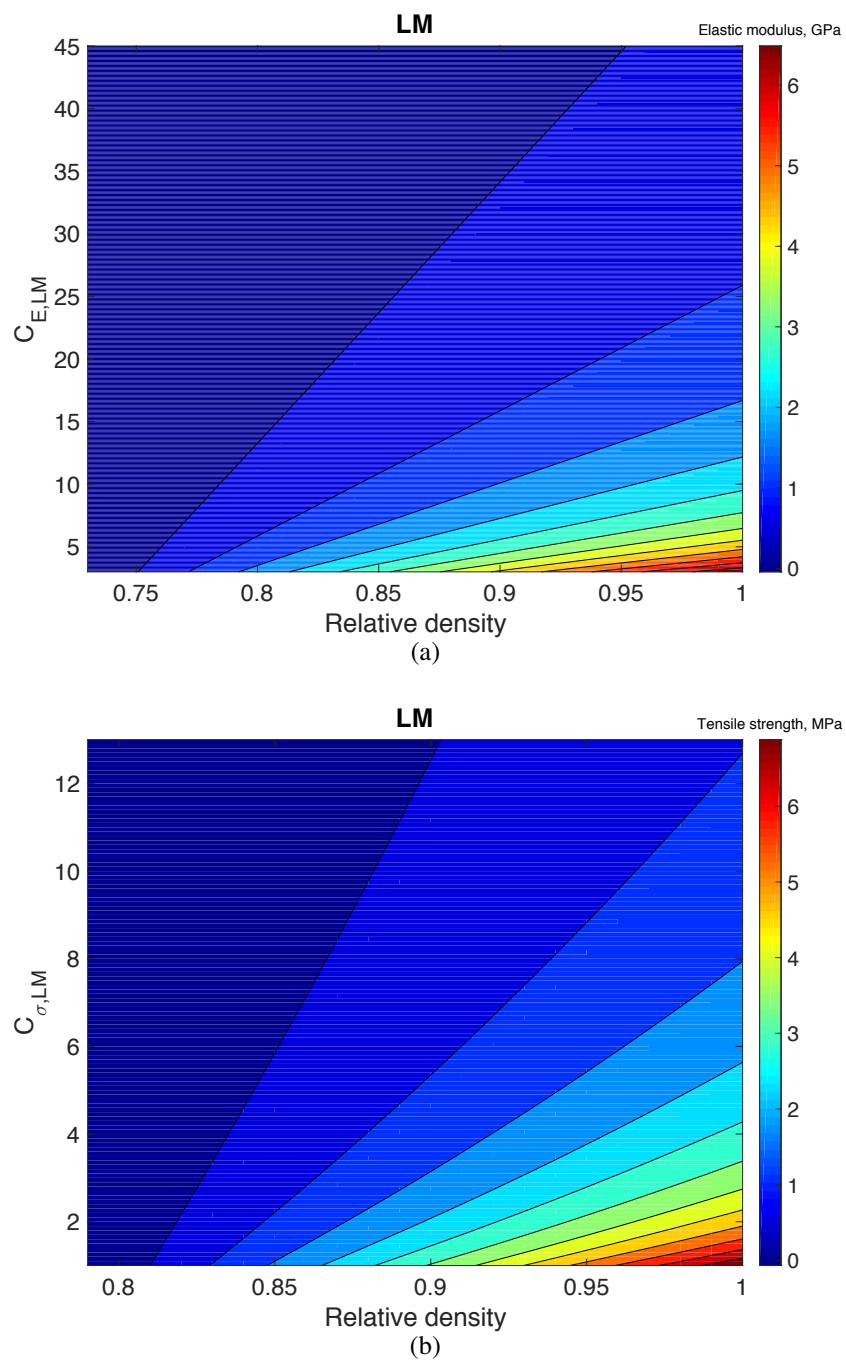 LM
Elastic modulus, GPa
45
40
35
30
25
20
15
10
5
C_E,LM
0.75 0.8 0.85 0.9 0.95 1
Relative density
6
5
4
3
2
1
0
(a)
LM
Tensile strength, MPa
12
10
8
6
4
2
C_σ,LM
0.8 0.85 0.9 0.95 1
Relative density
6
5
4
3
2
1
0
(b)